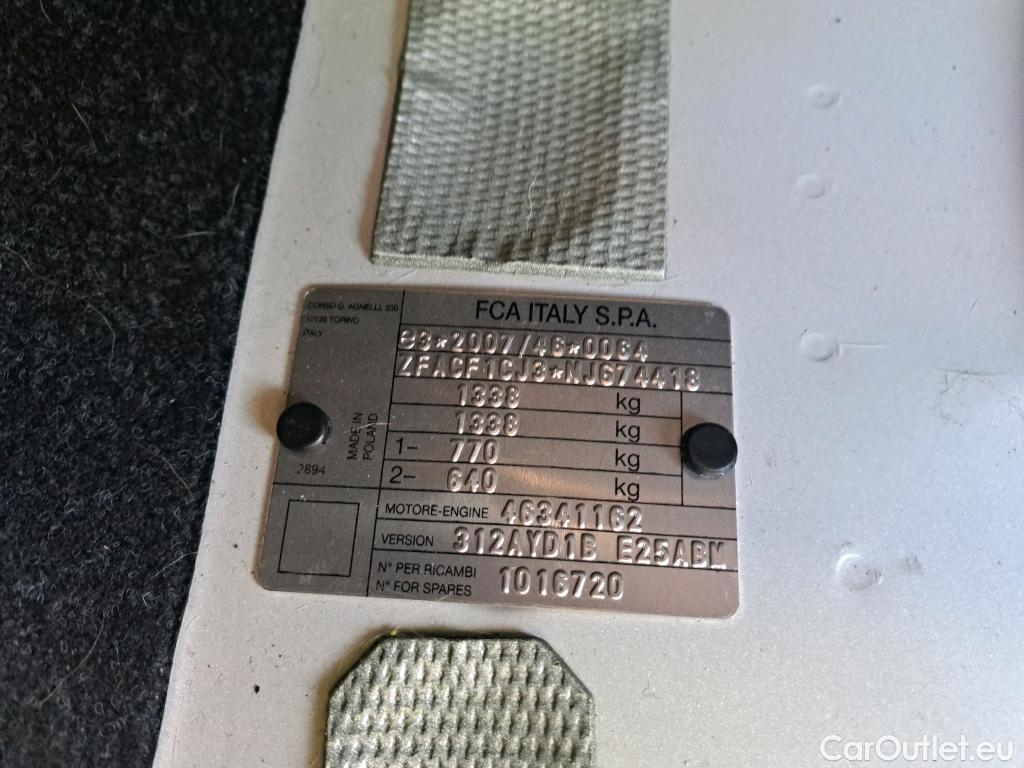 CORSO G. AGNELLI, 200
10135 TORINO
ITALY
FCA ITALY S.P.A.
e3*2007/46*0064
ZFACF1CJ3*NJ674418
1338 kg
1338 kg
1- 770 kg
2- 640 kg
MADE IN
POLAND
2894
MOTORE-ENGINE 46341162
VERSION 312AYD1B E25ABM
N° PER RICAMBI
N° FOR SPARES 1016720
CarOutlet.eu